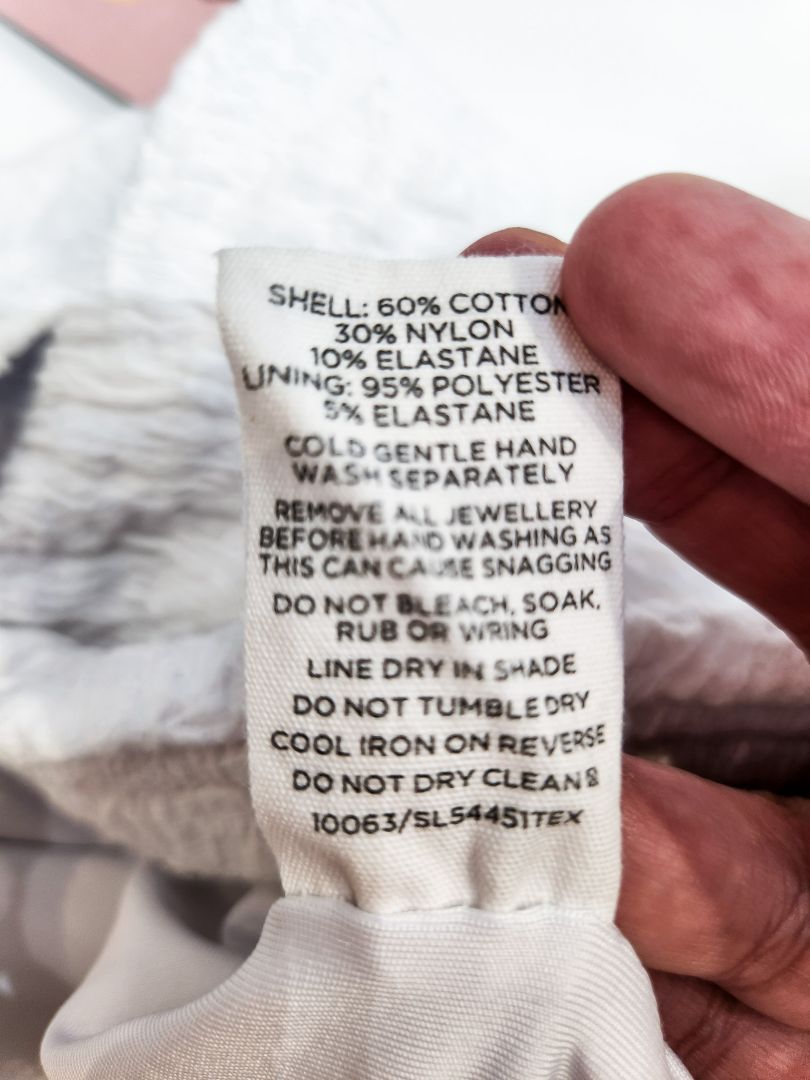 SHELL: 60% COTTON
30% NYLON
10% ELASTANE
LINING: 95% POLYESTER
5% ELASTANE
COLD GENTLE HAND
WASH SEPARATELY
REMOVE ALL JEWELLERY
BEFORE HAND WASHING AS
THIS CAN CAUSE SNAGGING
DO NOT BLEACH, SOAK,
RUB OR WRING
LINE DRY IN SHADE
DO NOT TUMBLE DRY
COOL IRON ON REVERSE
DO NOT DRY CLEAN
10063/SL54451TEX